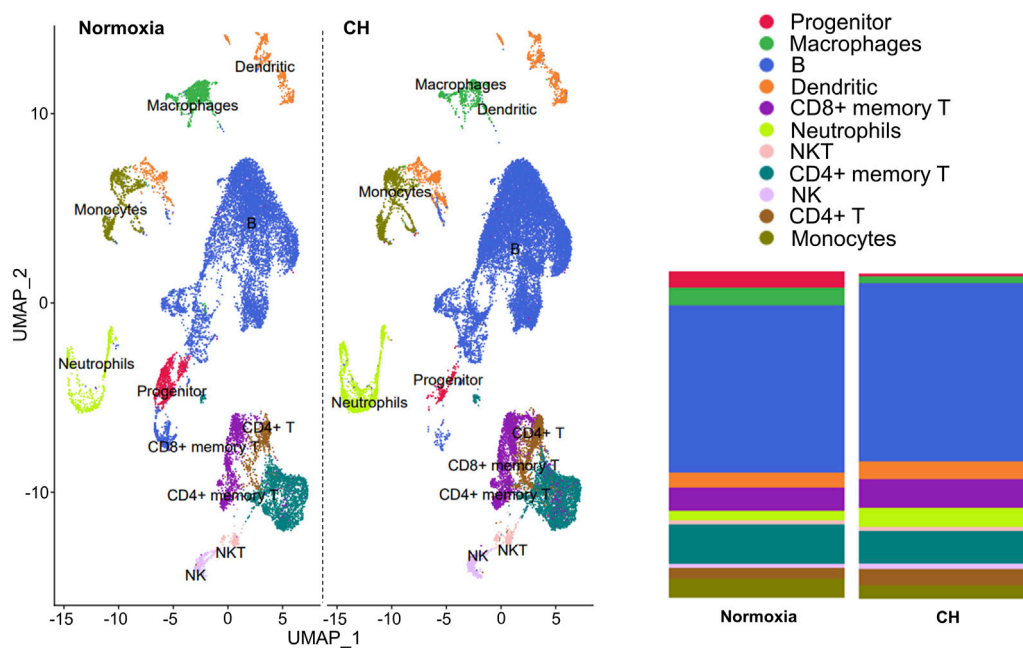 Normoxia
CH
Dendritic
Macrophages
Macrophages
Dendritic
Monocytes
Monocytes
B
B
Neutrophils
Progenitor
Progenitor
Neutrophils
CD4+ T
CD8+ memory T
CD4+ memory T
CD4+ T
CD8+ memory T
CD4+ memory T
NKT
NK
NK
NKT
10
0
-10
UMAP_2
-15
-10
-5
0
5
-15
-10
-5
0
5
UMAP_1
Progenitor
Macrophages
B
Dendritic
CD8+ memory T
Neutrophils
NKT
CD4+ memory T
NK
CD4+ T
Monocytes
Normoxia
CH